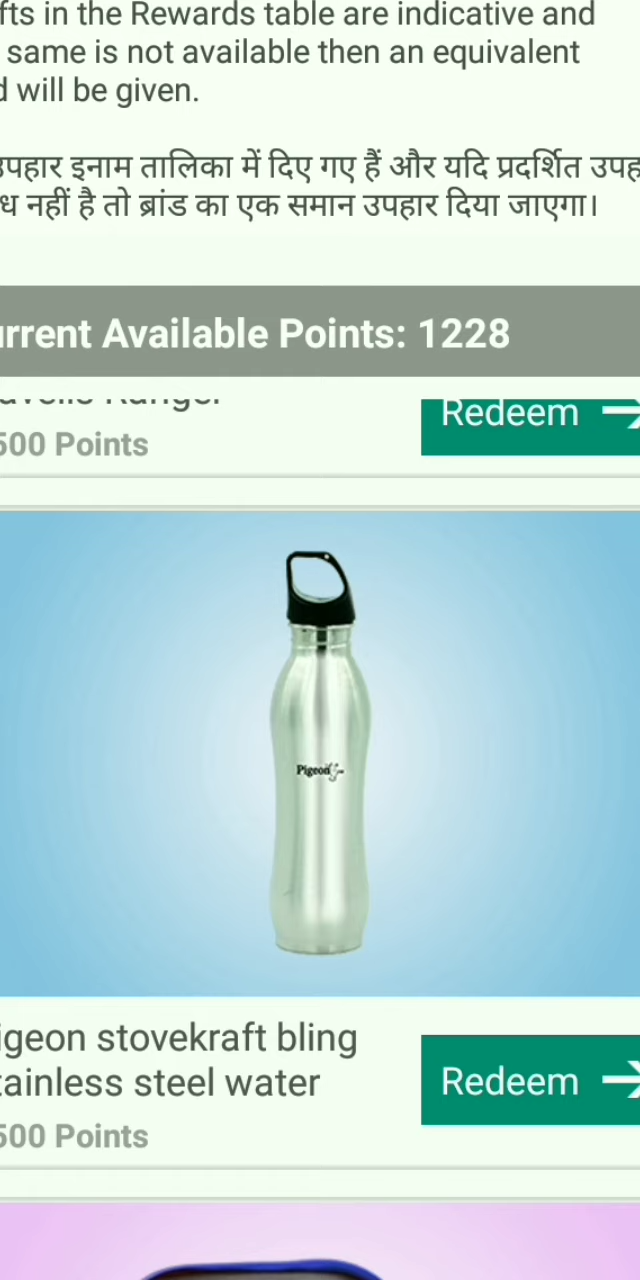 fts in the Rewards table are indicative and
same is not available then an equivalent
d will be given.
उपहार इनाम तालिका में दिए गए हैं और यदि प्रदर्शित उपह
ध नहीं है तो ब्रांड का एक समान उपहार दिया जाएगा।
urrent Available Points: 1228
Redeem
500 Points
Pigeon
igeon stovekraft bling
Redeem
tainless steel water
500 Points